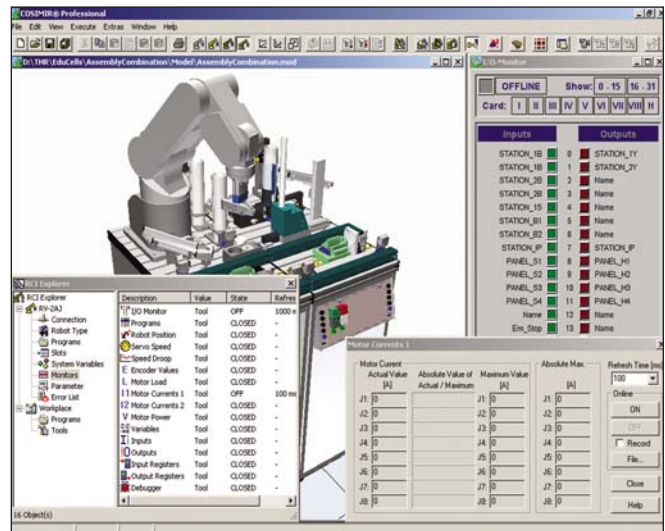 COSIMIR® Professional
File Edit View Execute Extras Window Help
D:\THR\EduCells\AssemblyCombination\Model\AssemblyCombination.mod
I/O-Monitor
OFFLINE Show: 0 - 15 16 - 31
Card: I II III IV V VI VII VIII H
Inputs Outputs
STATION_1B 0 STATION_1Y
STATION_1B 1 STATION_2Y
STATION_2B 2 Name
STATION_2B 3 Name
STATION_1S 4 Name
STATION_B1 5 Name
STATION_B2 6 Name
STATION_IP 7 STATION_IP
PANEL_S1 8 PANEL_H1
PANEL_S2 9 PANEL_H2
PANEL_S3 10 PANEL_H3
PANEL_S4 11 PANEL_H4
Name 12 Name
Em_Stop 13 Name
RCI Explorer
RCI Explorer
RV-2AJ
Connection
Robot Type
Programs
Slots
System Variables
Monitors
Parameter
Error List
Workplace
Programs
Tools
Description Value State Refres
I/O Monitor Tool OFF 1000 m
Programs Tool CLOSED -
Robot Position Tool CLOSED -
Servo Speed Tool CLOSED -
Speed Droop Tool CLOSED -
E Encoder Values Tool CLOSED -
L Motor Load Tool CLOSED -
I1 Motor Currents 1 Tool OFF 100 ms
I2 Motor Currents 2 Tool CLOSED -
V Motor Power Tool CLOSED -
Variables Tool CLOSED -
Inputs Tool CLOSED -
Outputs Tool CLOSED -
Input Registers Tool CLOSED -
Output Registers Tool CLOSED -
Debugger Tool CLOSED -
16 Object(s)
Motor Currents 1
Motor Current
Actual Value
[A]
Absolute Value of
Actual / Maximum
Maximum Value
[A]
Absolute Max.
[A]
J1: 0 J1: 0 J1: 0
J2: 0 J2: 0 J2: 0
J3: 0 J3: 0 J3: 0
J4: 0 J4: 0 J4: 0
J5: 0 J5: 0 J5: 0
J6: 0 J6: 0 J6: 0
J7: 0 J7: 0 J7: 0
J8: 0 J8: 0 J8: 0
Refresh Time [ms]
100
Online
ON
OFF
Record
File...
Close
Help